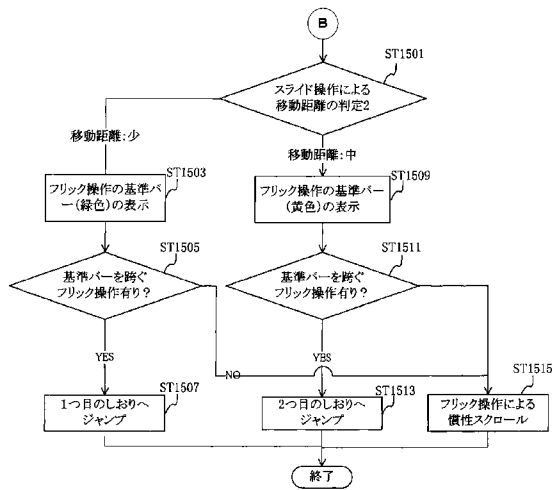 B
ST1501
スライド操作による
移動距離の判定2
移動距離：少
移動距離：中
ST1503
フリック操作の基準バ
ー(緑色)の表示
ST1509
フリック操作の基準バー
(黄色)の表示
ST1505
基準バーを跨ぐ
フリック操作有り？
ST1511
基準バーを跨ぐ
フリック操作有り？
YES
NO
YES
ST1507
1つ目のしおりへ
ジャンプ
ST1513
2つ目のしおりへ
ジャンプ
ST1515
フリック操作による
慣性スクロール
終了